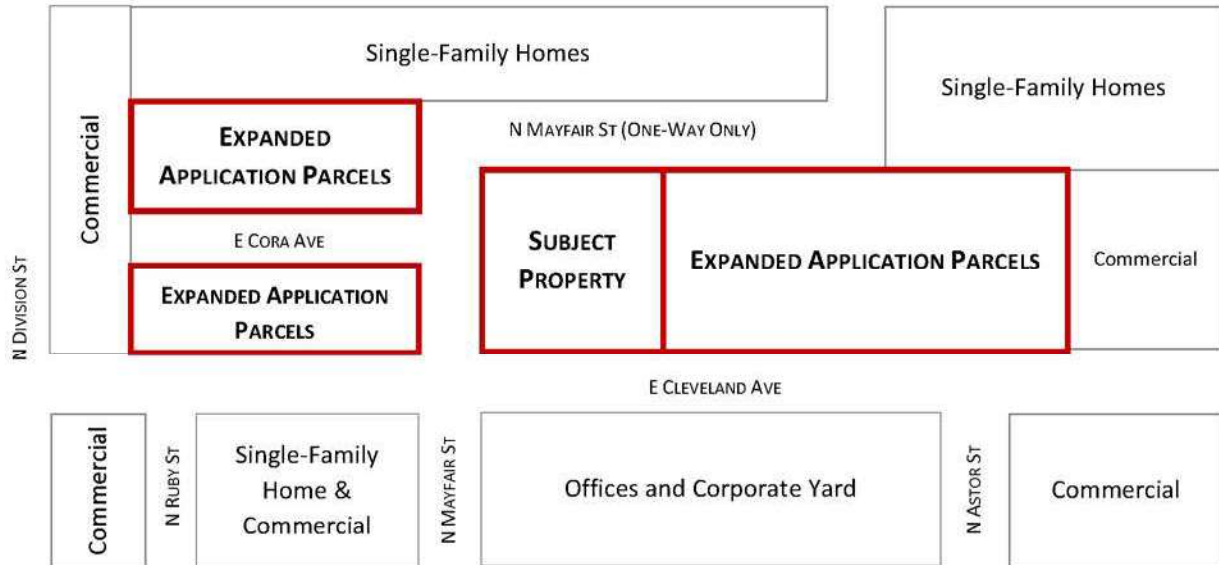 Single-Family Homes
Single-Family Homes
Commercial
EXPANDED
APPLICATION PARCELS
N MAYFAIR ST (ONE-WAY ONLY)
E CORA AVE
SUBJECT
PROPERTY
EXPANDED APPLICATION PARCELS
Commercial
N DIVISION ST
EXPANDED APPLICATION
PARCELS
E CLEVELAND AVE
Commercial
N RUBY ST
Single-Family
Home &
Commercial
N MAYFAIR ST
Offices and Corporate Yard
N ASTOR ST
Commercial